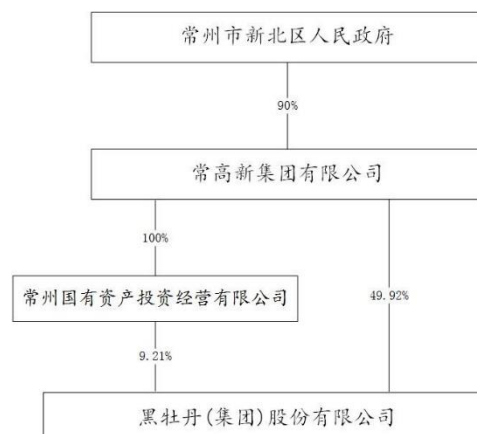 常州市新北区人民政府
90%
常高新集团有限公司
100%
常州国有资产投资经营有限公司
49.92%
9.21%
黑牡丹(集团)股份有限公司